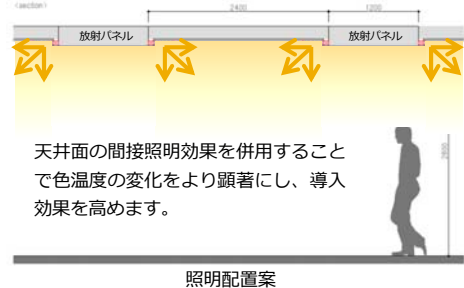 (section)
2400
1200
放射パネル
放射パネル
天井面の間接照明効果を併用すること
で色温度の変化をより顕著にし、導入
効果を高めます。
2800
照明配置案